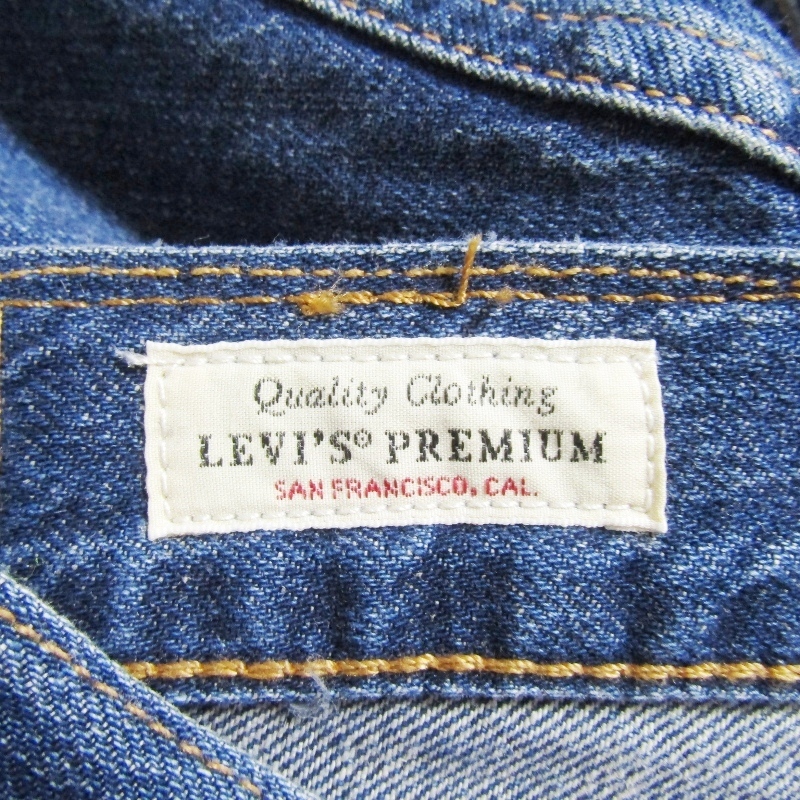 Quality Clothing
LEVI'S® PREMIUM
SAN FRANCISCO, CAL.